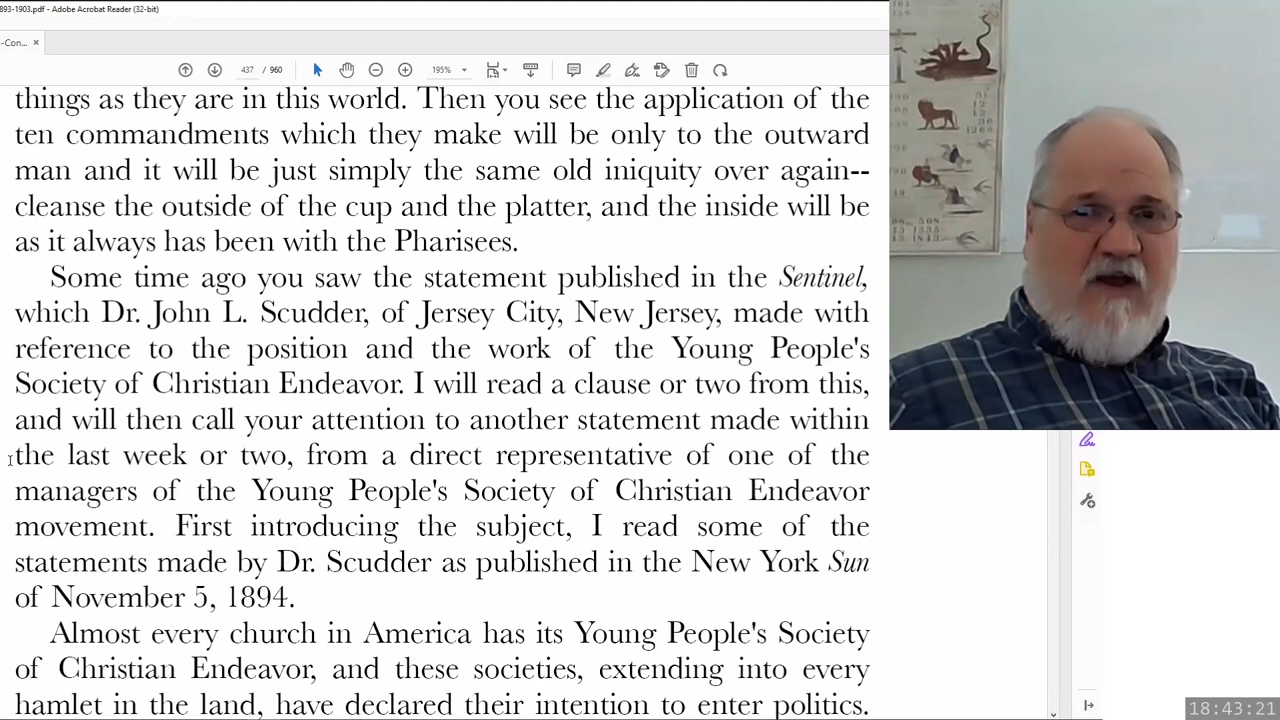 893-1903.pdf - Adobe Acrobat Reader (32-bit)
-Con... ×
437 / 960 195%
things as they are in this world. Then you see the application of the
ten commandments which they make will be only to the outward
man and it will be just simply the same old iniquity over again--
cleanse the outside of the cup and the platter, and the inside will be
as it always has been with the Pharisees.
Some time ago you saw the statement published in the Sentinel,
which Dr. John L. Scudder, of Jersey City, New Jersey, made with
reference to the position and the work of the Young People's
Society of Christian Endeavor. I will read a clause or two from this,
and will then call your attention to another statement made within
the last week or two, from a direct representative of one of the
managers of the Young People's Society of Christian Endeavor
movement. First introducing the subject, I read some of the
statements made by Dr. Scudder as published in the New York Sun
of November 5, 1894.
Almost every church in America has its Young People's Society
of Christian Endeavor, and these societies, extending into every
hamlet in the land, have declared their intention to enter politics.
18:43:21